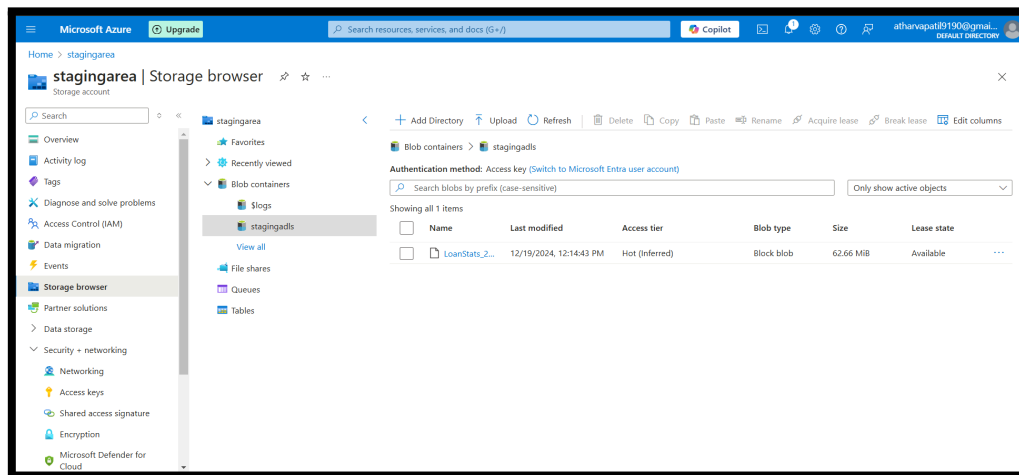 Microsoft Azure
Upgrade
Search resources, services, and docs (G+/)
Copilot
1
atharvapatil9190@gmai...
DEFAULT DIRECTORY
Home > stagingarea
stagingarea | Storage browser
Storage account
Search
Overview
Activity log
Tags
Diagnose and solve problems
Access Control (IAM)
Data migration
Events
Storage browser
Partner solutions
Data storage
Security + networking
Networking
Access keys
Shared access signature
Encryption
Microsoft Defender for
Cloud
stagingarea
Favorites
Recently viewed
Blob containers
$logs
stagingadls
View all
File shares
Queues
Tables
Add Directory Upload Refresh Delete Copy Paste Rename Acquire lease Break lease Edit columns
Blob containers > stagingadls
Authentication method: Access key (Switch to Microsoft Entra user account)
Search blobs by prefix (case-sensitive)
Only show active objects
Showing all 1 items
Name Last modified Access tier Blob type Size Lease state
LoanStats_2... 12/19/2024, 12:14:43 PM Hot (Inferred) Block blob 62.66 MiB Available